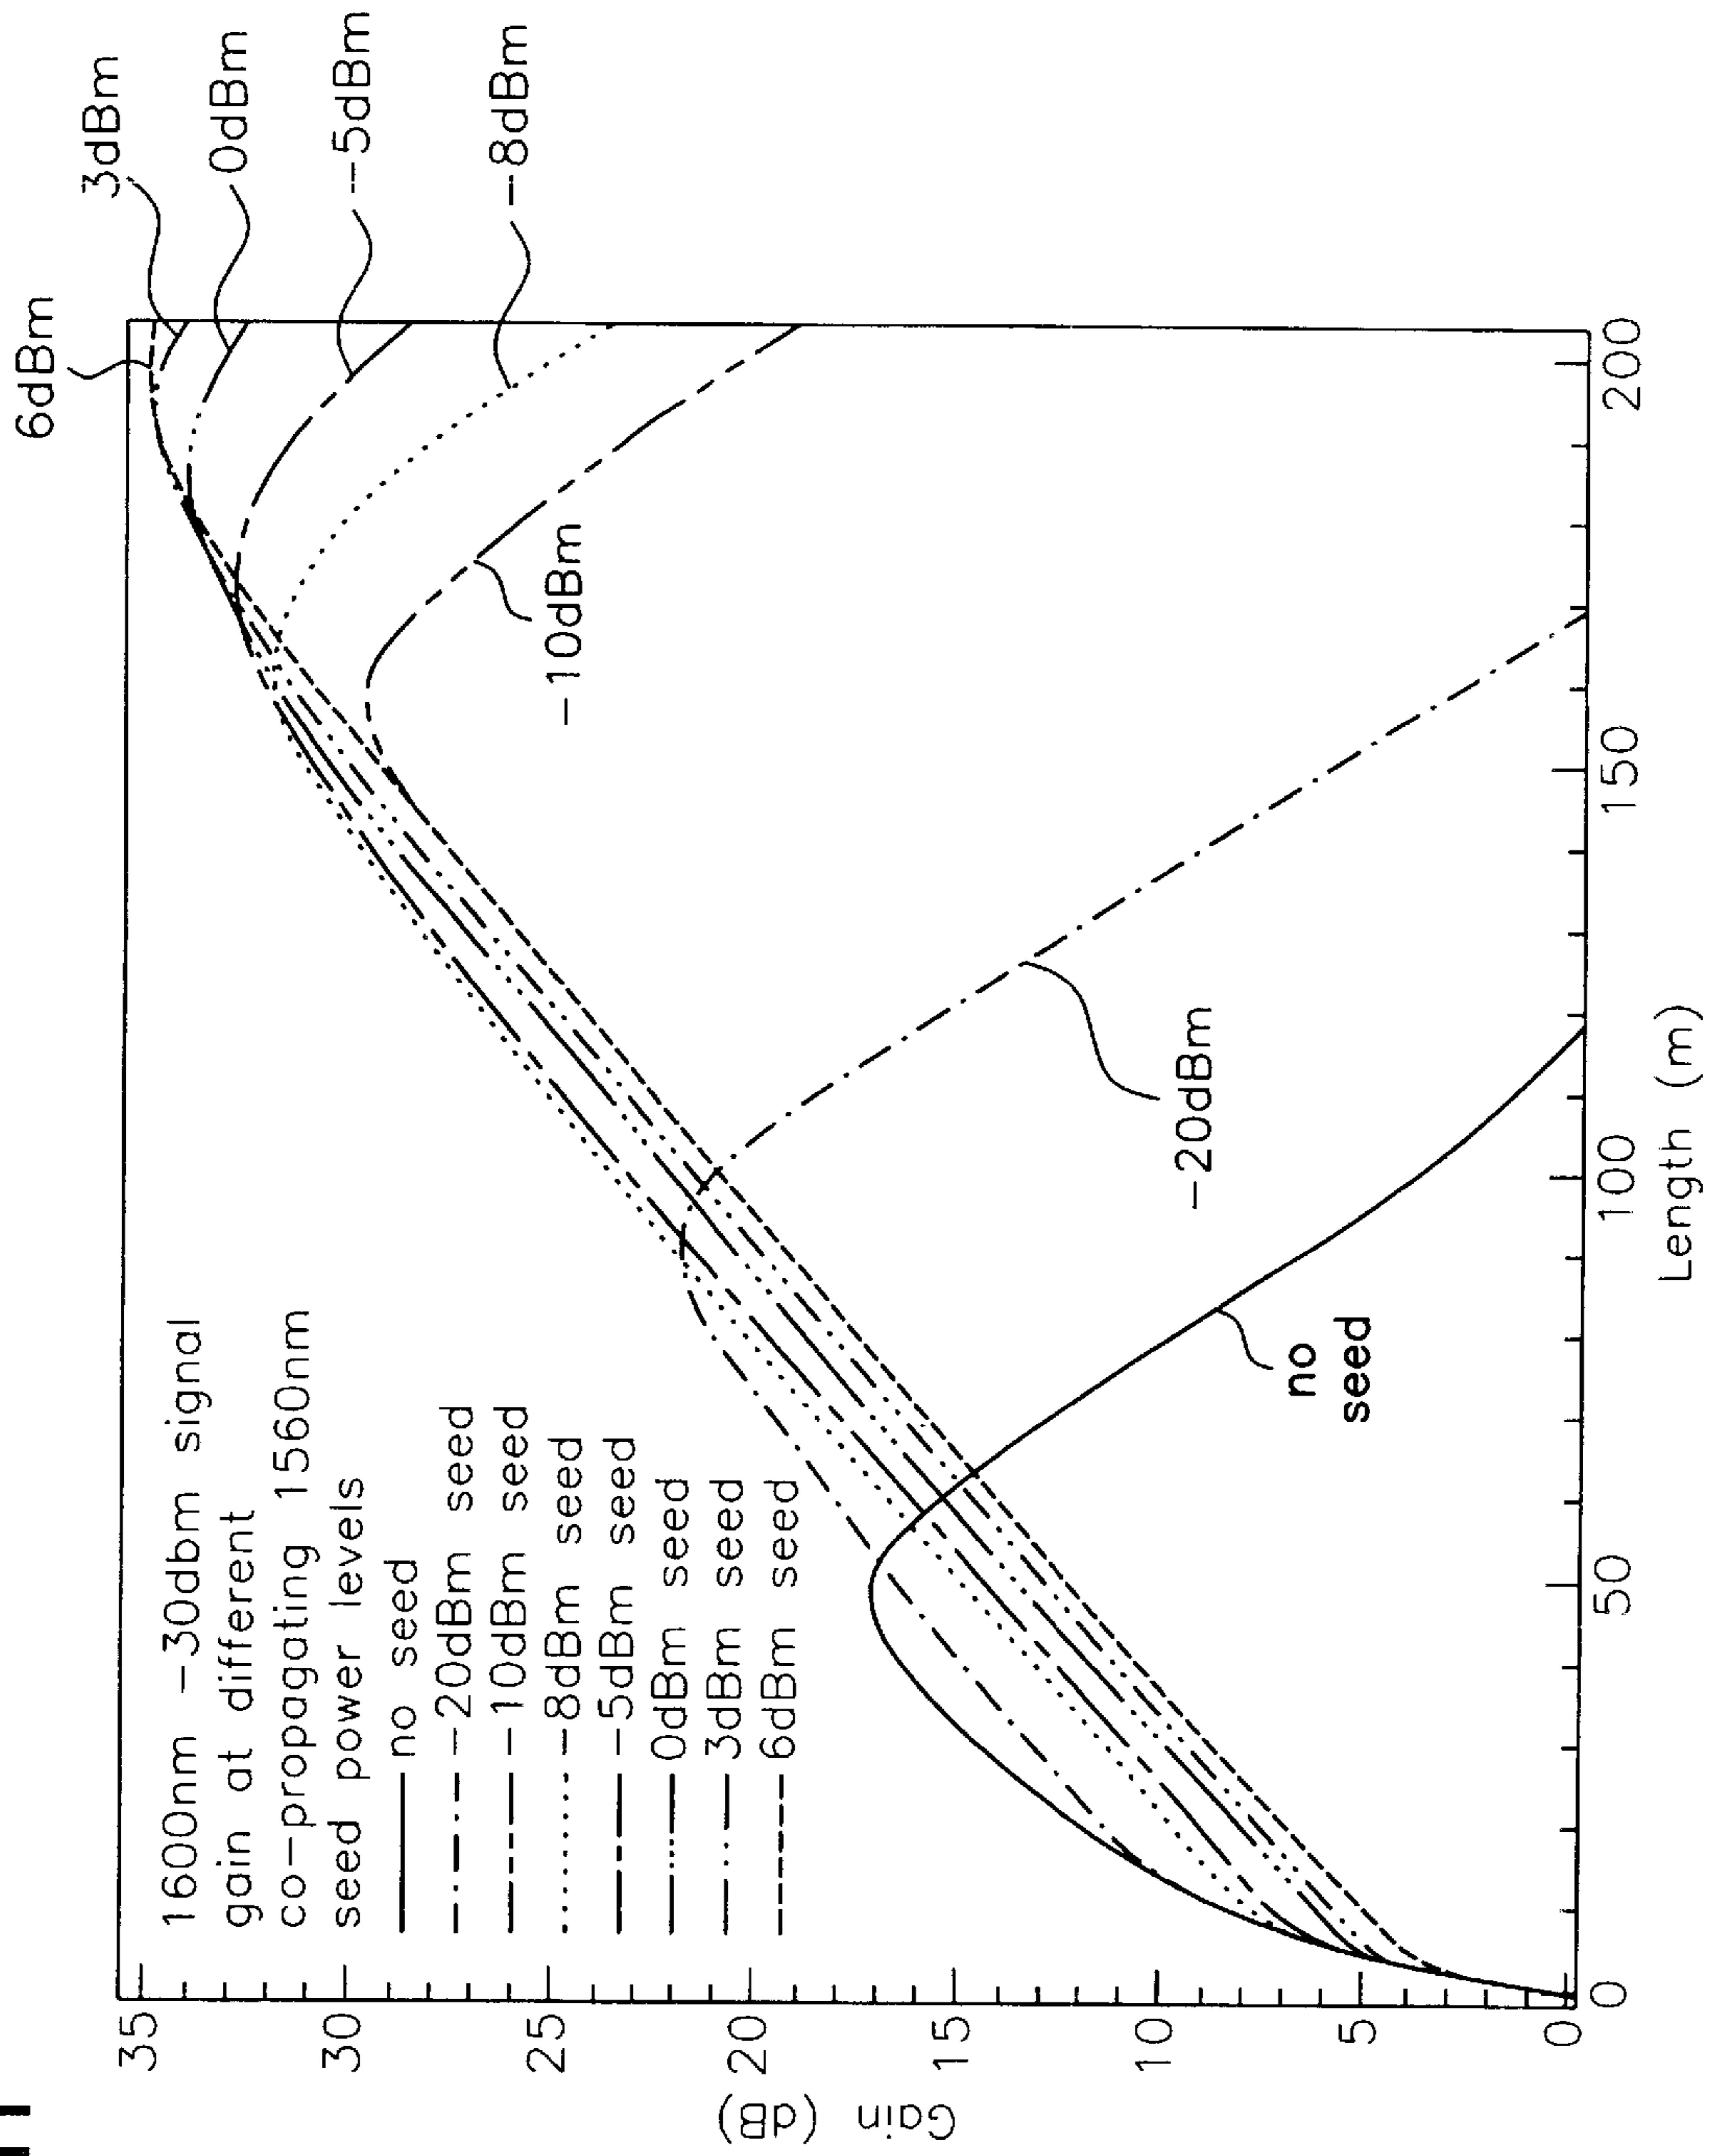 1600nm -30dbm signal
gain at different
co-propagating 1560nm
seed power levels
no seed
-20dBm seed
-10dBm seed
-8dBm seed
-5dBm seed
0dBm seed
3dBm seed
6dBm seed
6dBm
3dBm
0dBm
-5dBm
-8dBm
-10dBm
-20dBm
no
seed
Gain (dB)
35
30
25
20
15
10
5
0
0
50
100
150
200
Length (m)